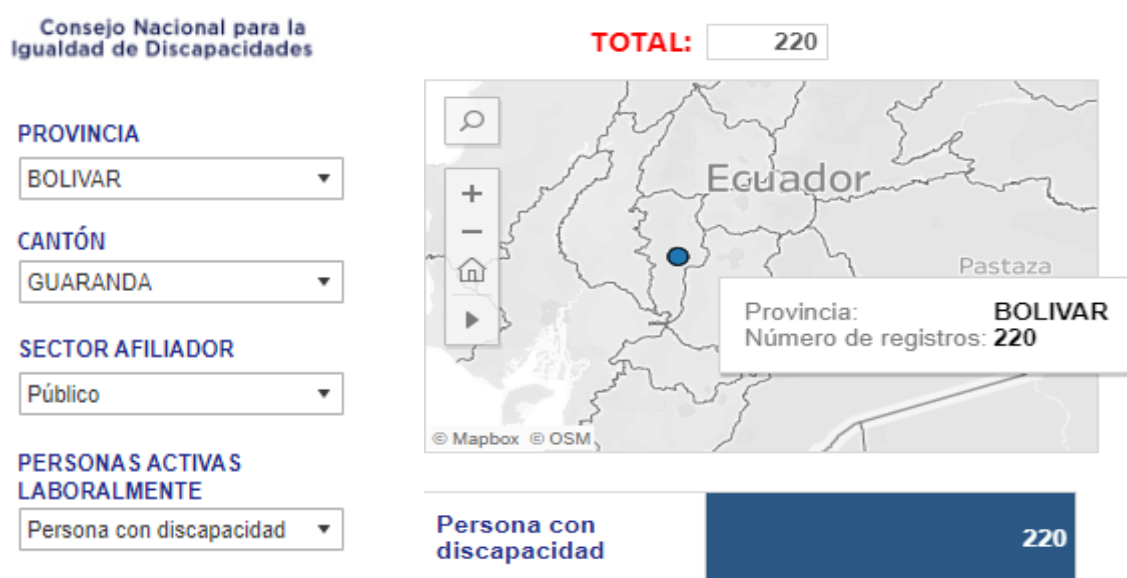 Consejo Nacional para la
Igualdad de Discapacidades
TOTAL: 220
PROVINCIA
BOLIVAR
CANTÓN
GUARANDA
SECTOR AFILIADOR
Público
PERSONAS ACTIVAS
LABORALMENTE
Persona con discapacidad
Ecuador
Pastaza
Provincia: BOLIVAR
Número de registros: 220
© Mapbox © OSM
Persona con
discapacidad
220